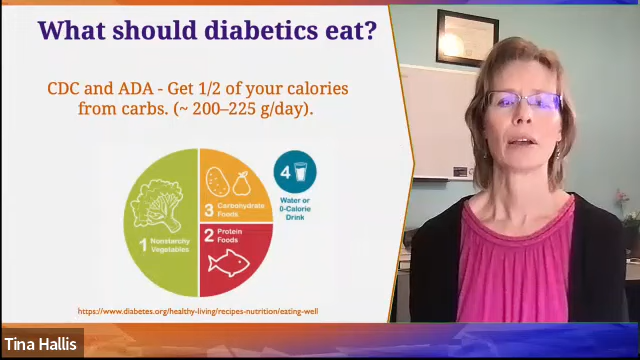 What should diabetics eat?
CDC and ADA - Get 1/2 of your calories
from carbs. (~ 200–225 g/day).
1 Nonstarchy
Vegetables
3 Carbohydrate
Foods
2 Protein
Foods
4
Water or
0-Calorie
Drink
https://www.diabetes.org/healthy-living/recipes-nutrition/eating-well
Tina Hallis